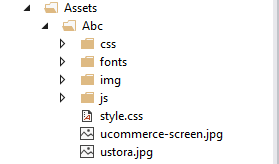 Assets
Abc
css
fonts
img
js
style.css
ucommerce-screen.jpg
ustora.jpg